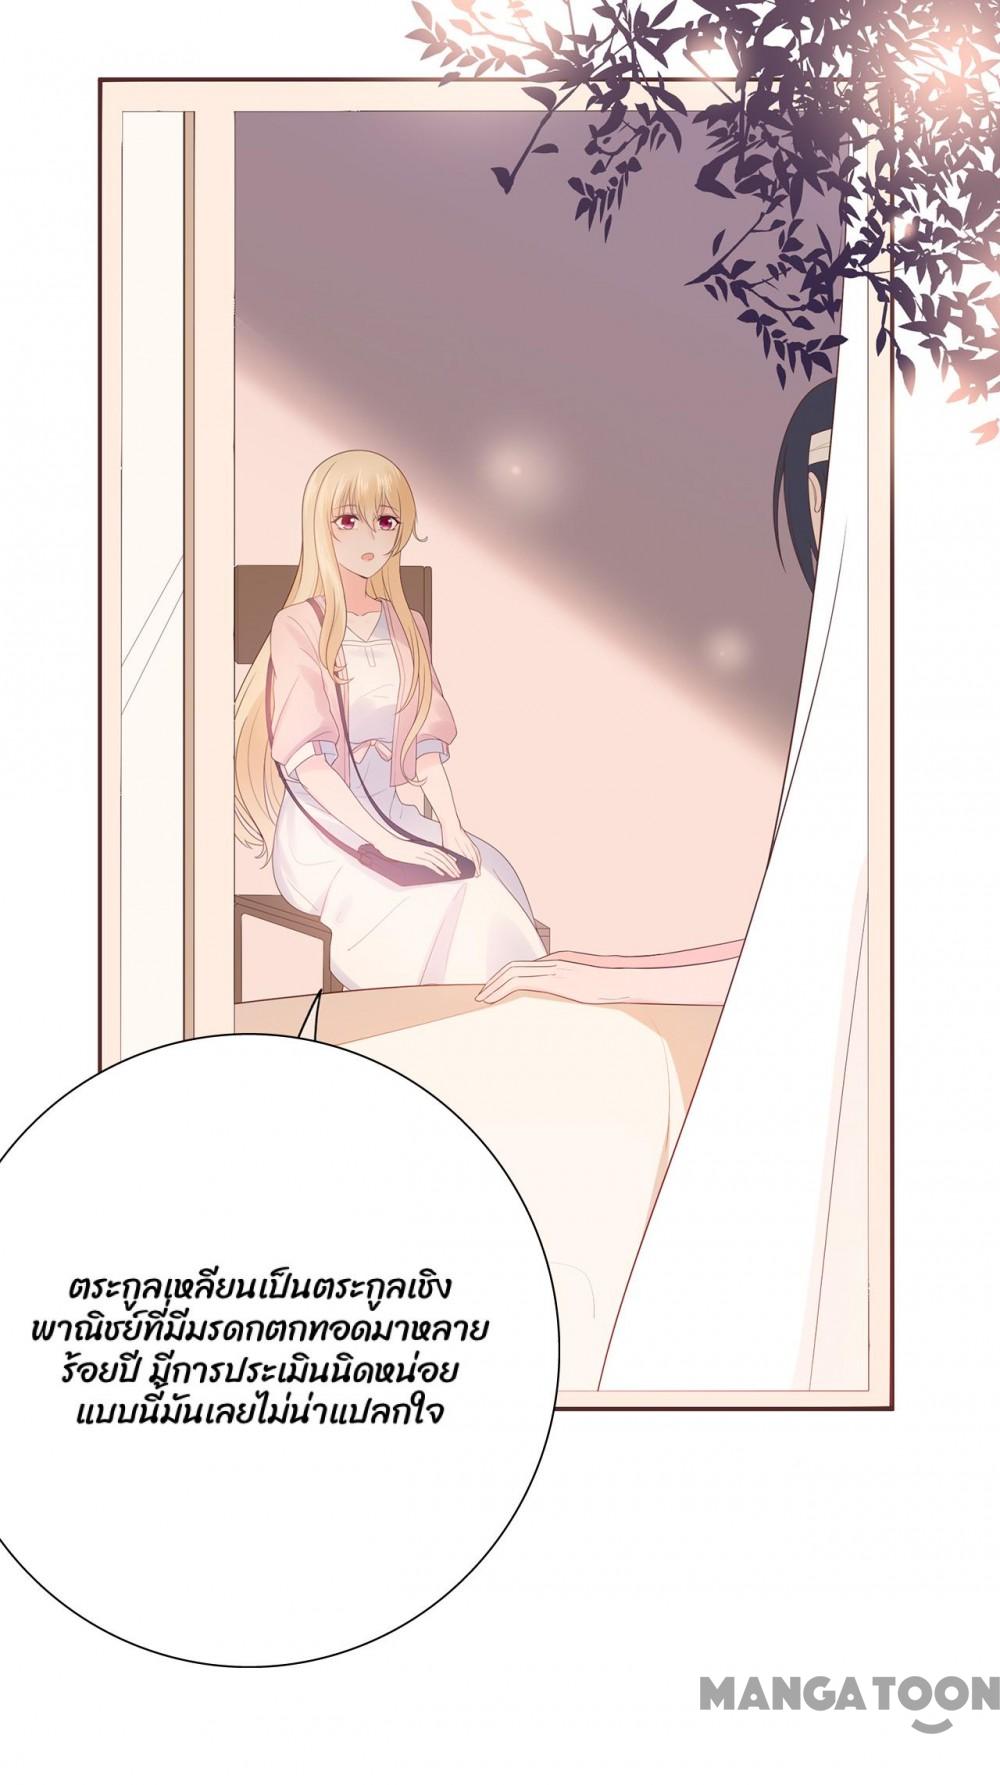 ตระกูลเหลียนเป็นตระกูลเชิง
พาณิชย์ที่มีมรดกตกทอดมาหลาย
ร้อยปี มีการประเมินนิดหน่อย
แบบนี้มันเลยไม่น่าแปลกใจ
MANGATOON